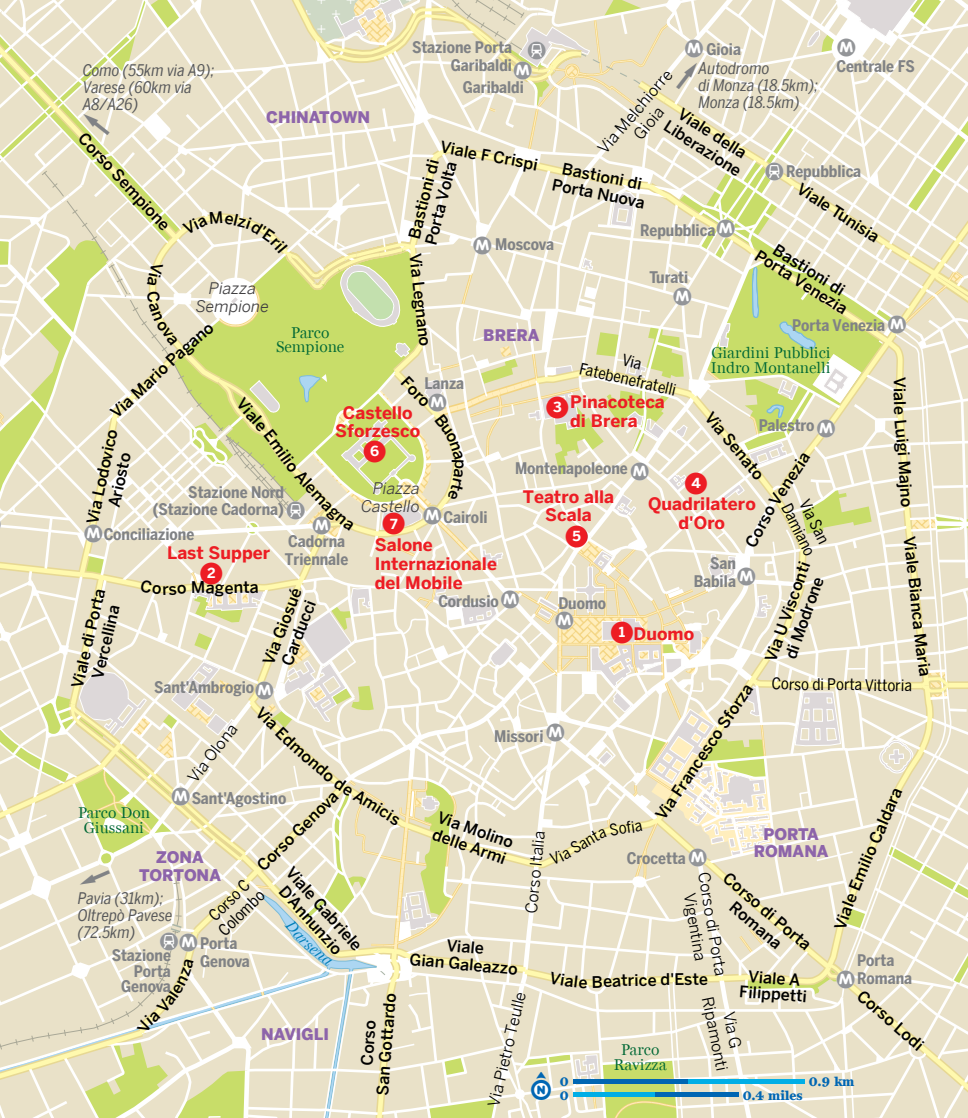 Stazione Porta
Garibaldi
Garibaldi
M Gioia
M
Centrale FS
Como (55km via A9);
Varese (60km via
A8/A26)
Autodromo
di Monza (18.5km);
Monza (18.5km)
CHINATOWN
Via Melchiorre
Gioia
Viale della
Liberazione
Corso Sempione
Viale F Crispi
Bastioni di
Porta Nuova
Repubblica
Viale Tunisia
Bastioni di
Porta Volta
Via Melzi d'Eril
M Moscova
Repubblica M
Bastioni di
Porta Venezia
Turati
M
Via Canova
Piazza
Sempione
Via Legnano
Parco
Sempione
BRERA
Porta Venezia M
Giardini Pubblici
Indro Montanelli
Via
Fatebenefratelli
Via Mario Pagano
Lanza
M
Foro
Buonaparte
3 Pinacoteca
di Brera
Castello
Sforzesco
6
Viale Emilio Alemagna
Via Senato
Palestro M
Viale Luigi Majno
Via Lodovico
Ariosto
Montenapoleone M
4
Quadrilatero
d'Oro
Corso Venezia
Via San
Damiano
Stazione Nord
(Stazione Cadorna)
Piazza
Castello
M Cairoli
Teatro alla
Scala
5
M Conciliazione
M
Cadorna
Triennale
7
Salone
Internazionale
del Mobile
Last Supper
2
Corso Magenta
San
Babila M
Viale Bianca Maria
Cordusio M
Duomo
M
1 Duomo
Via U Visconti
di Modrone
Viale di Porta
Vercellina
Via Giosué
Carducci
Sant'Ambrogio M
Corso di Porta Vittoria
Missori M
Via Francesco Sforza
Via Olona
Via Edmondo de Amicis
M Sant'Agostino
Parco Don
Giussani
Corso Genova
Via Molino
delle Armi
Corso Italia
Via Santa Sofia
PORTA
ROMANA
Viale Emilio Caldara
ZONA
TORTONA
Crocetta M
Pavia (31km);
Oltrepò Pavese
(72.5km)
Corso C
Colombo
Viale Gabriele
D'Annunzio
Darsena
Corso di Porta
Vigentina
Corso di Porta
Romana
M Porta
Genova
Stazione
Porta
Genova
Via Valenza
Viale
Gian Galeazzo
Viale Beatrice d'Este
Viale A
Filippetti
Porta
M Romana
Corso Lodi
NAVIGLI
Corso
San Gottardo
Via Pietro Teulle
Via G
Ripamonti
Parco
Ravizza
N
0 0.9 km
0 0.4 miles